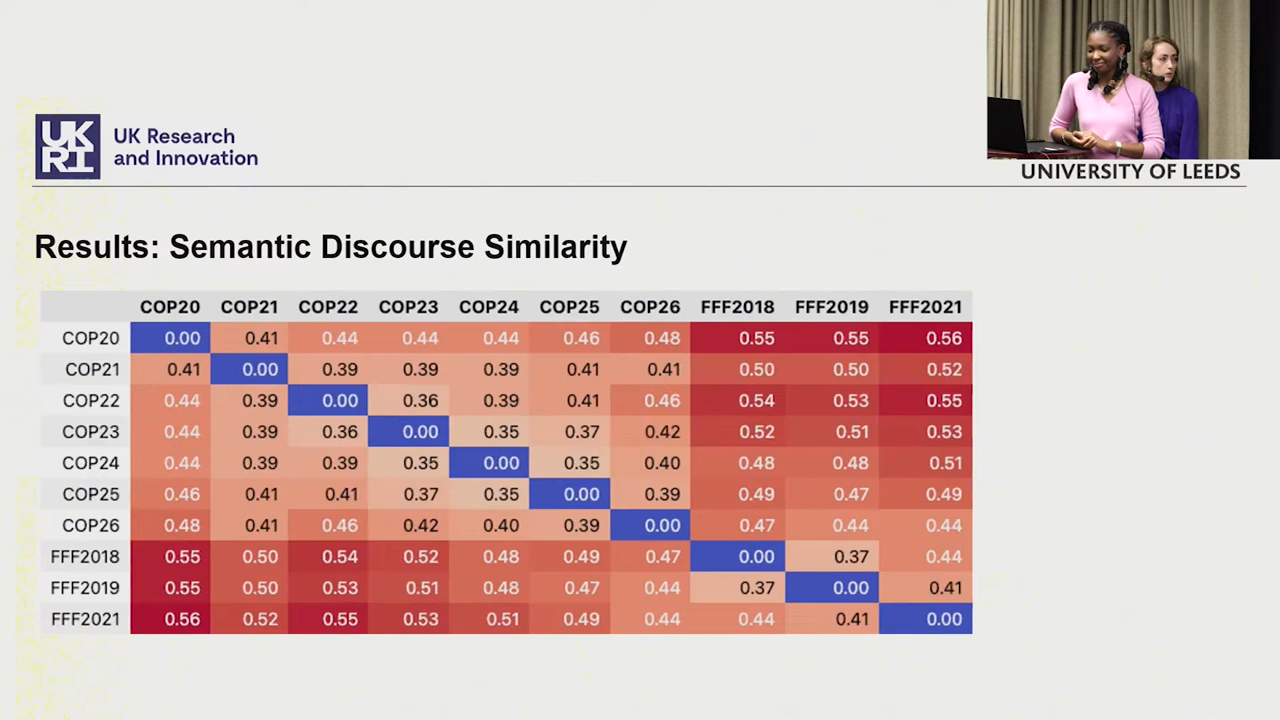 UK
RI
UK Research
and Innovation
UNIVERSITY OF LEEDS
Results: Semantic Discourse Similarity
COP20 COP21 COP22 COP23 COP24 COP25 COP26 FFF2018 FFF2019 FFF2021
COP20 0.00 0.41 0.44 0.44 0.44 0.46 0.48 0.55 0.55 0.56
COP21 0.41 0.00 0.39 0.39 0.39 0.41 0.41 0.50 0.50 0.52
COP22 0.44 0.39 0.00 0.36 0.39 0.41 0.46 0.54 0.53 0.55
COP23 0.44 0.39 0.36 0.00 0.35 0.37 0.42 0.52 0.51 0.53
COP24 0.44 0.39 0.39 0.35 0.00 0.35 0.40 0.48 0.48 0.51
COP25 0.46 0.41 0.41 0.37 0.35 0.00 0.39 0.49 0.47 0.49
COP26 0.48 0.41 0.46 0.42 0.40 0.39 0.00 0.47 0.44 0.44
FFF2018 0.55 0.50 0.54 0.52 0.48 0.49 0.47 0.00 0.37 0.44
FFF2019 0.55 0.50 0.53 0.51 0.48 0.47 0.44 0.37 0.00 0.41
FFF2021 0.56 0.52 0.55 0.53 0.51 0.49 0.44 0.44 0.41 0.00